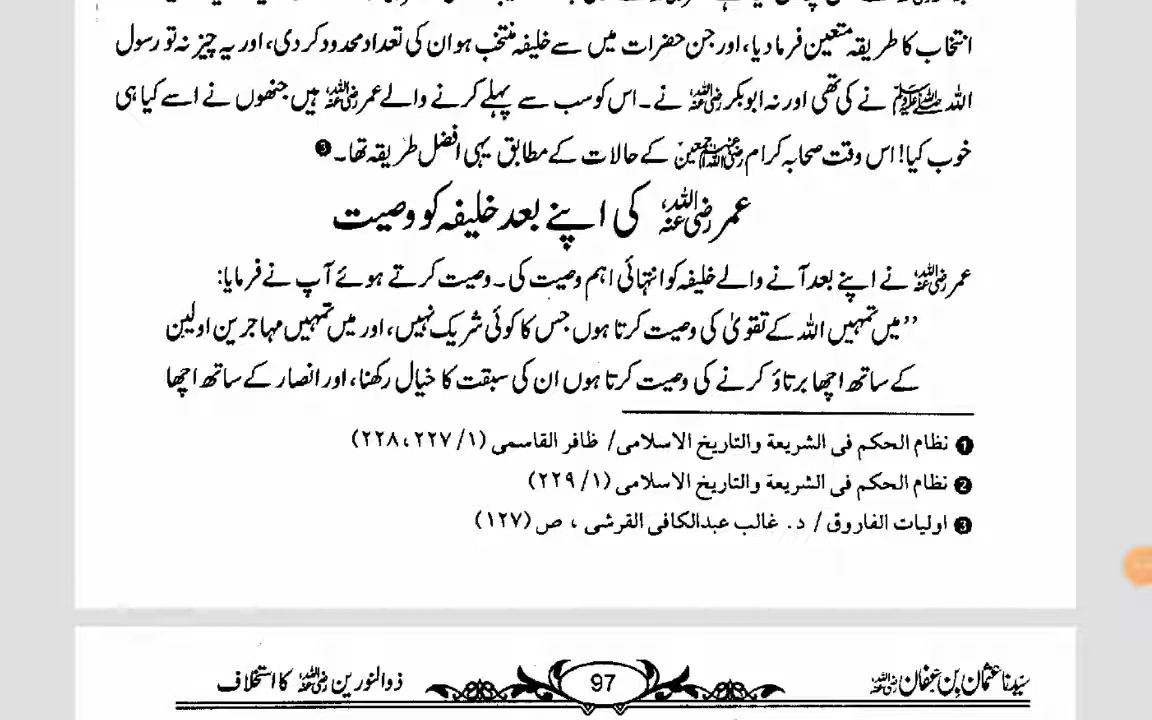 انتخاب کا طریقہ متعین فرما دیا، اور جن حضرات میں سے خلیفہ منتخب ہو ان کی تعداد محدود کر دی، اور یہ چیز نہ تو رسول
اللہ ﷺ نے کی تھی اور نہ ابوبکر رضی اللہ عنہ نے۔ اس کو سب سے پہلے کرنے والے عمر رضی اللہ عنہ ہیں جنھوں نے اسے کیا ہی
خوب کیا! اس وقت صحابہ کرام رضی اللہ عنہم اجمعین کے حالات کے مطابق یہی افضل طریقہ تھا۔❸
عمر رضی اللہ عنہ کی اپنے بعد خلیفہ کو وصیت
عمر رضی اللہ عنہ نے اپنے بعد آنے والے خلیفہ کو انتہائی اہم وصیت کی۔ وصیت کرتے ہوئے آپ نے فرمایا:
’’میں تمہیں اللہ کے تقویٰ کی وصیت کرتا ہوں جس کا کوئی شریک نہیں، اور میں تمہیں مہاجرین اولین
کے ساتھ اچھا برتاؤ کرنے کی وصیت کرتا ہوں ان کی سبقت کا خیال رکھنا، اور انصار کے ساتھ اچھا
❶ نظام الحکم فی الشریعة والتاریخ الاسلامی/ ظافر القاسمی (۱/ ۲۲۷، ۲۲۸)
❷ نظام الحکم فی الشریعة والتاریخ الاسلامی (۱/ ۲۲۹)
❸ اولیات الفاروق/ د. غالب عبدالکافی القرشی ، ص (۱۲۷)
سیّدنا عثمان بن عفان رضی اللہ عنہ 97 ذوالنورین رضی اللہ عنہ کا استخلاف